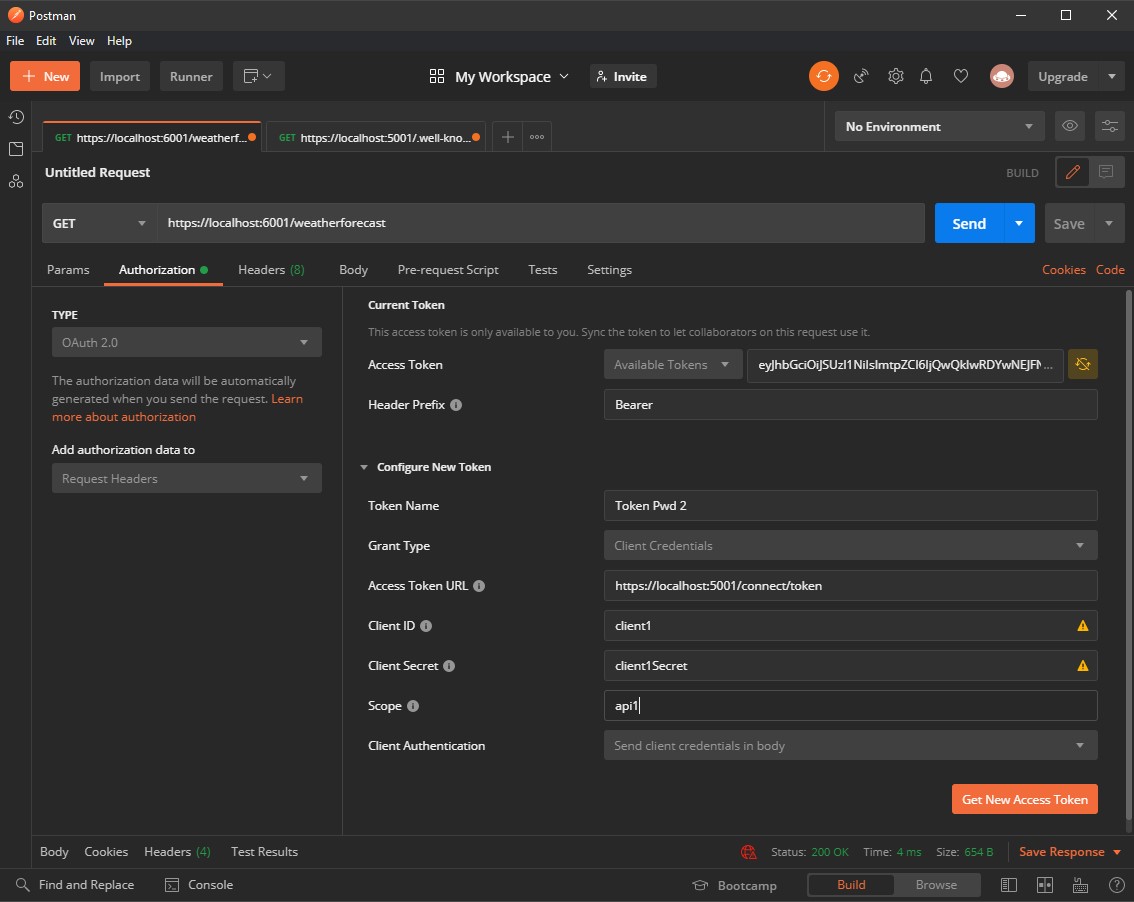 Postman
File Edit View Help
New Import Runner My Workspace Invite Upgrade
GET https://localhost:6001/weatherf... GET https://localhost:5001/.well-kno... No Environment
Untitled Request BUILD
GET https://localhost:6001/weatherforecast Send Save
Params Authorization Headers (8) Body Pre-request Script Tests Settings Cookies Code
TYPE
OAuth 2.0
The authorization data will be automatically
generated when you send the request. Learn
more about authorization
Add authorization data to
Request Headers
Current Token
This access token is only available to you. Sync the token to let collaborators on this request use it.
Access Token Available Tokens
Header Prefix Bearer
Configure New Token
Token Name Token Pwd 2
Grant Type Client Credentials
Access Token URL https://localhost:5001/connect/token
Client ID client1
Client Secret client1Secret
Scope api1
Client Authentication Send client credentials in body
Get New Access Token
Body Cookies Headers (4) Test Results Status: 200 OK Time: 4 ms Size: 654 B Save Response
Find and Replace Console Bootcamp Build Browse